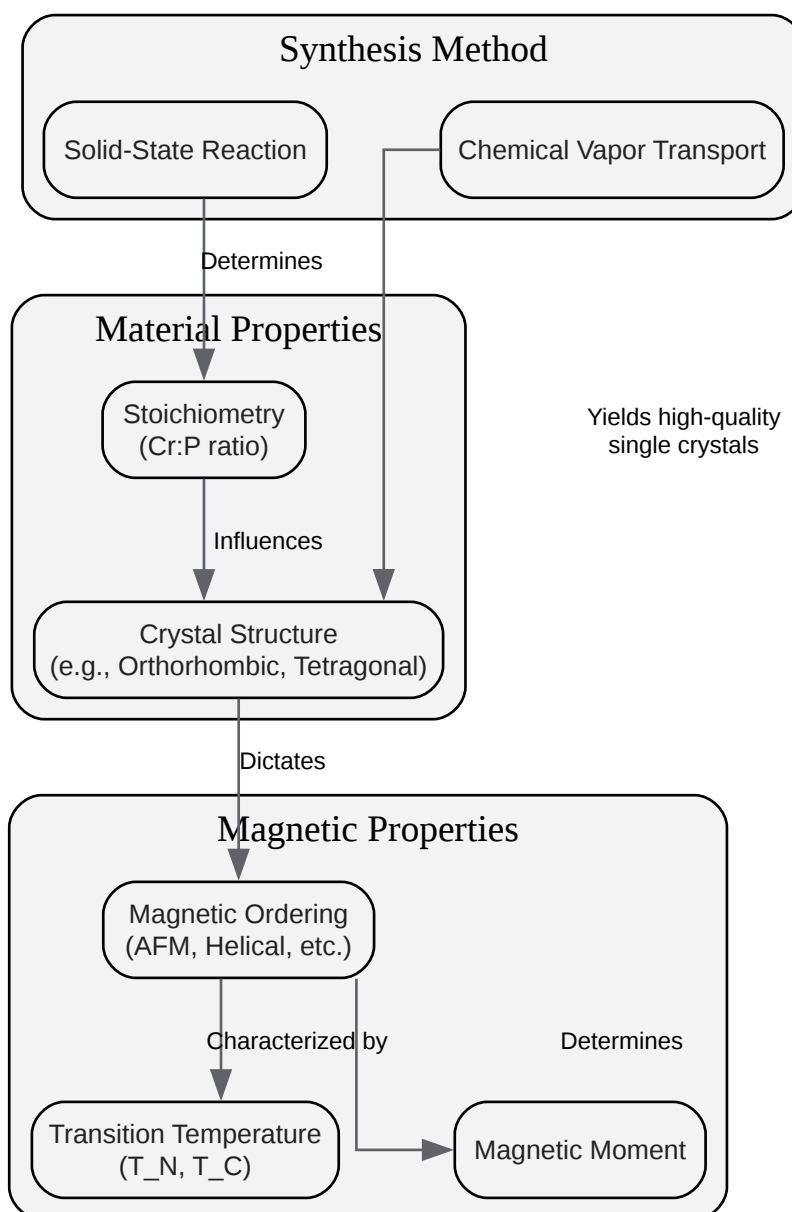 Synthesis Method
Solid-State Reaction
Chemical Vapor Transport
Determines
Material Properties
Stoichiometry
(Cr:P ratio)
Yields high-quality
single crystals
Influences
Crystal Structure
(e.g., Orthorhombic, Tetragonal)
Dictates
Magnetic Properties
Magnetic Ordering
(AFM, Helical, etc.)
Characterized by
Determines
Transition Temperature
(T_N, T_C)
Magnetic Moment